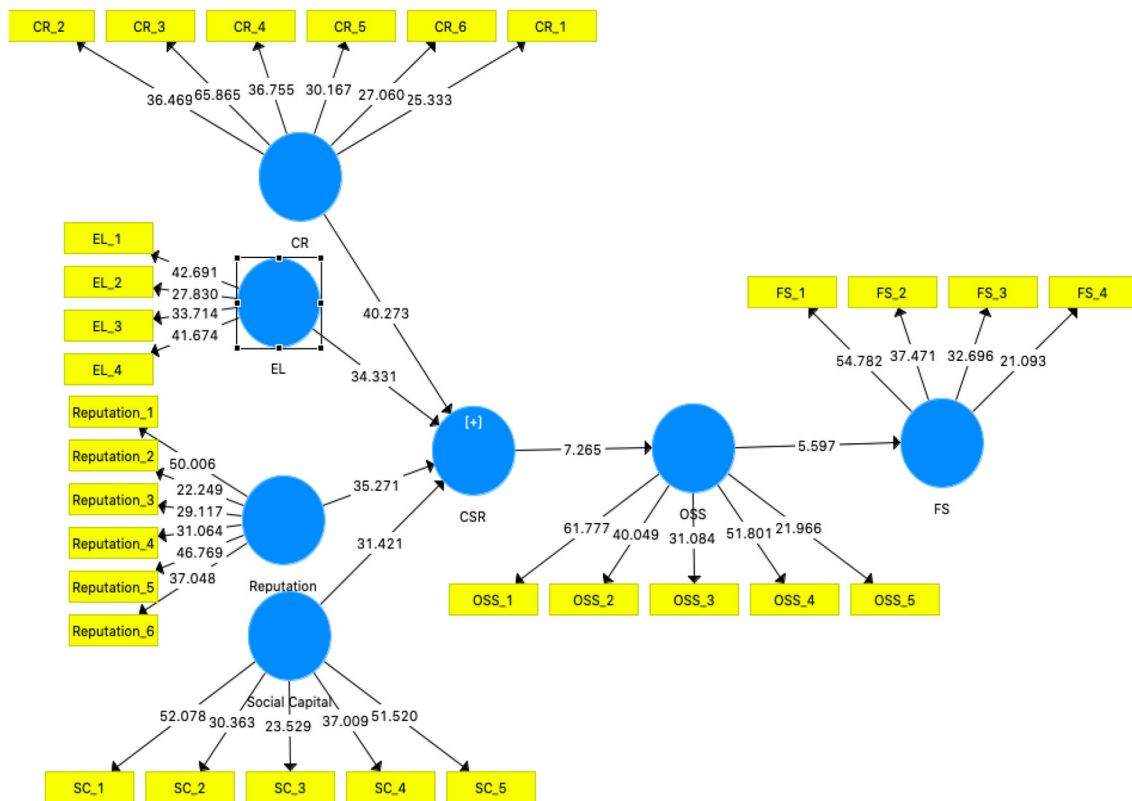 CR_2 CR_3 CR_4 CR_5 CR_6 CR_1
36.469 65.865 36.755 30.167 27.060 25.333
CR
EL_1
EL_2
EL_3
EL_4
42.691
27.830
33.714
41.674
EL
40.273
34.331
Reputation_1
Reputation_2
Reputation_3
Reputation_4
Reputation_5
Reputation_6
50.006
22.249
29.117
31.064
46.769
37.048
Reputation
35.271
31.421
[+]
CSR
7.265
OSS
5.597
FS_1 FS_2 FS_3 FS_4
54.782 37.471 32.696 21.093
FS
61.777 40.049 31.084 51.801 21.966
OSS_1 OSS_2 OSS_3 OSS_4 OSS_5
Social Capital
52.078 30.363 23.529 37.009 51.520
SC_1 SC_2 SC_3 SC_4 SC_5